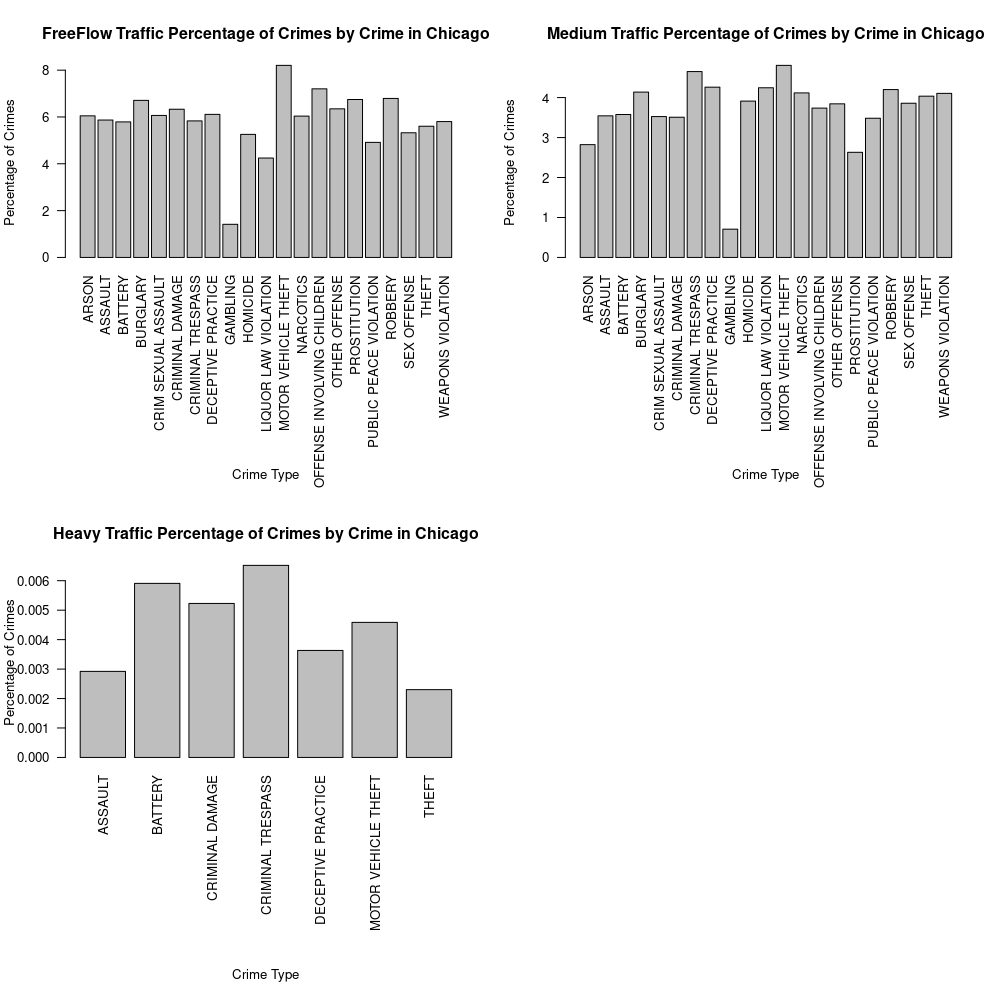 FreeFlow Traffic Percentage of Crimes by Crime in Chicago
Percentage of Crimes
8
6
4
2
0
ARSON
ASSAULT
BATTERY
BURGLARY
CRIM SEXUAL ASSAULT
CRIMINAL DAMAGE
CRIMINAL TRESPASS
DECEPTIVE PRACTICE
GAMBLING
HOMICIDE
LIQUOR LAW VIOLATION
MOTOR VEHICLE THEFT
NARCOTICS
OFFENSE INVOLVING CHILDREN
OTHER OFFENSE
PROSTITUTION
PUBLIC PEACE VIOLATION
ROBBERY
SEX OFFENSE
THEFT
WEAPONS VIOLATION
Crime Type
Medium Traffic Percentage of Crimes by Crime in Chicago
Percentage of Crimes
4
3
2
1
0
ARSON
ASSAULT
BATTERY
BURGLARY
CRIM SEXUAL ASSAULT
CRIMINAL DAMAGE
CRIMINAL TRESPASS
DECEPTIVE PRACTICE
GAMBLING
HOMICIDE
LIQUOR LAW VIOLATION
MOTOR VEHICLE THEFT
NARCOTICS
OFFENSE INVOLVING CHILDREN
OTHER OFFENSE
PROSTITUTION
PUBLIC PEACE VIOLATION
ROBBERY
SEX OFFENSE
THEFT
WEAPONS VIOLATION
Crime Type
Heavy Traffic Percentage of Crimes by Crime in Chicago
Percentage of Crimes
0.006
0.005
0.004
0.003
0.002
0.001
0.000
ASSAULT
BATTERY
CRIMINAL DAMAGE
CRIMINAL TRESPASS
DECEPTIVE PRACTICE
MOTOR VEHICLE THEFT
THEFT
Crime Type